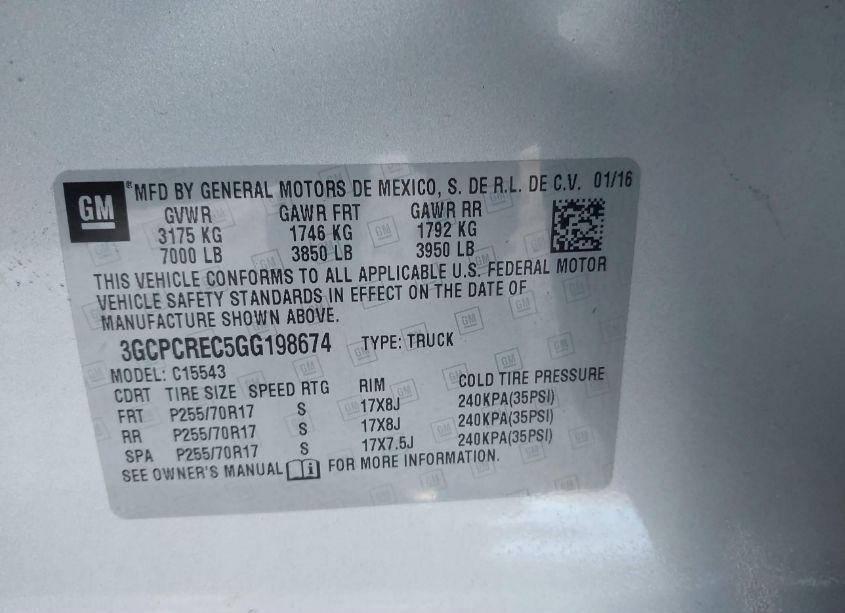 GM ® MFD BY GENERAL MOTORS DE MEXICO, S. DE R.L. DE C.V. 01/16
GVWR GAWR FRT GAWR RR
3175 KG 1746 KG 1792 KG
7000 LB 3850 LB 3950 LB
THIS VEHICLE CONFORMS TO ALL APPLICABLE U.S. FEDERAL MOTOR
VEHICLE SAFETY STANDARDS IN EFFECT ON THE DATE OF
MANUFACTURE SHOWN ABOVE.
3GCPCREC5GG198674 TYPE: TRUCK
MODEL: C15543
CDRT TIRE SIZE SPEED RTG RIM COLD TIRE PRESSURE
FRT P255/70R17 S 17X8J 240KPA(35PSI)
RR P255/70R17 S 17X8J 240KPA(35PSI)
SPA P255/70R17 S 17X7.5J 240KPA(35PSI)
SEE OWNER'S MANUAL i FOR MORE INFORMATION.